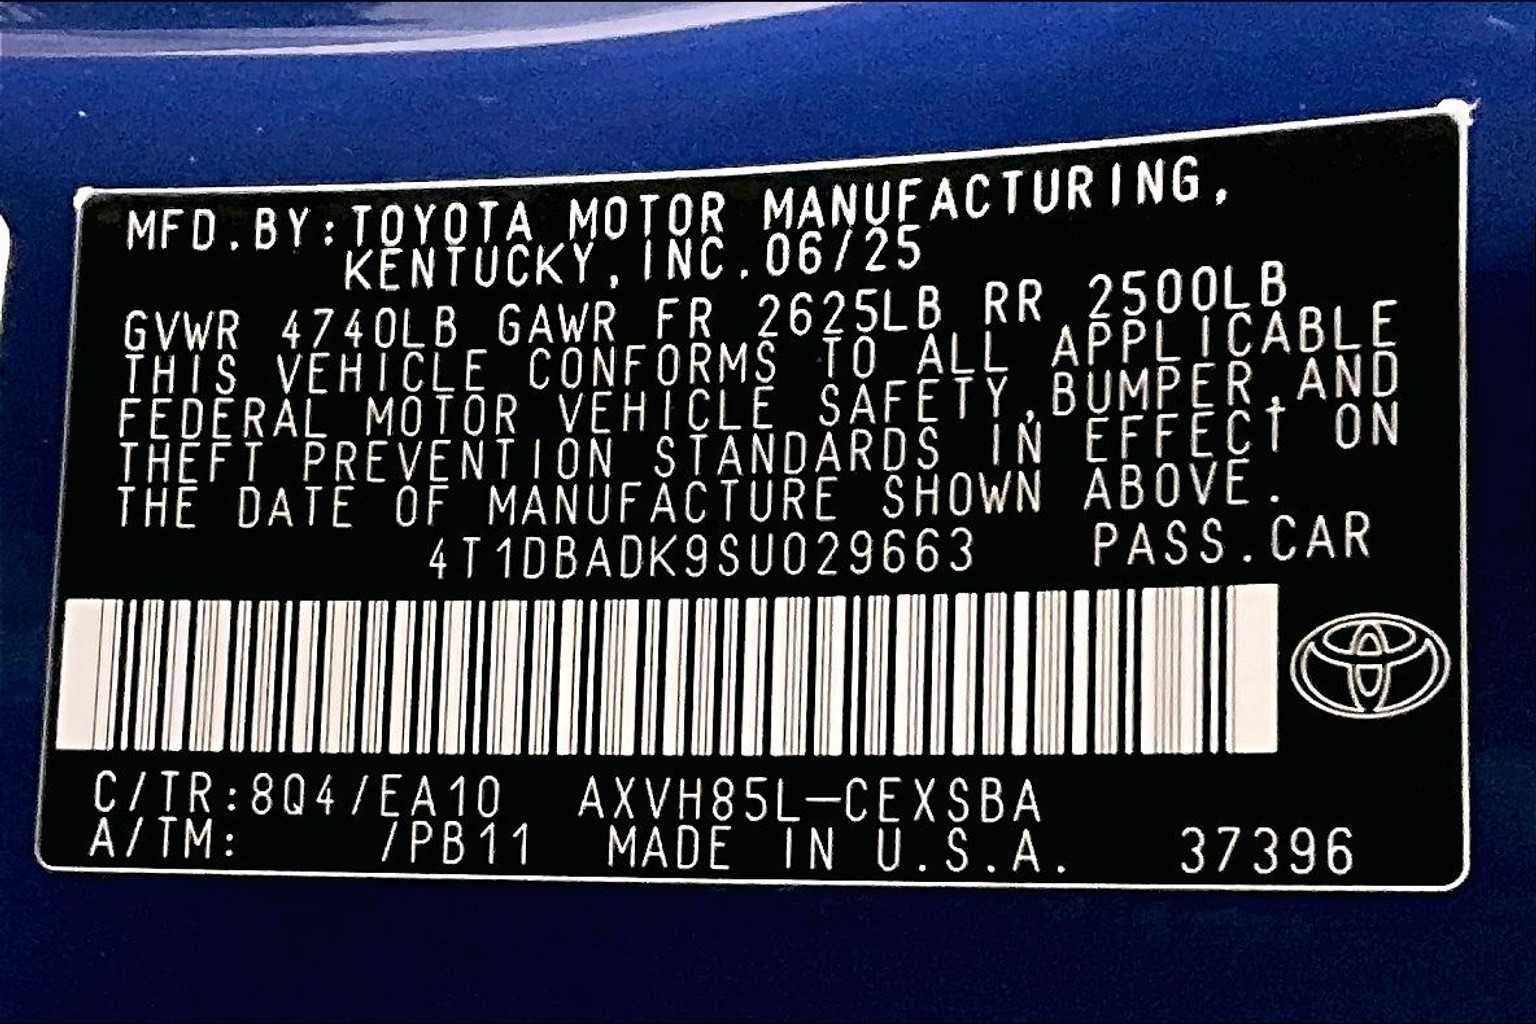 MFD.BY:TOYOTA MOTOR MANUFACTURING,
KENTUCKY,INC.06/25
GVWR 4740LB GAWR FR 2625LB RR 2500LB
THIS VEHICLE CONFORMS TO ALL APPLICABLE
FEDERAL MOTOR VEHICLE SAFETY,BUMPER,AND
THEFT PREVENTION STANDARDS IN EFFECT ON
THE DATE OF MANUFACTURE SHOWN ABOVE.
4T1DBADK9SU029663 PASS.CAR
C/TR:8Q4/EA10 AXVH85L-CEXSBA
A/TM: /PB11 MADE IN U.S.A. 37396